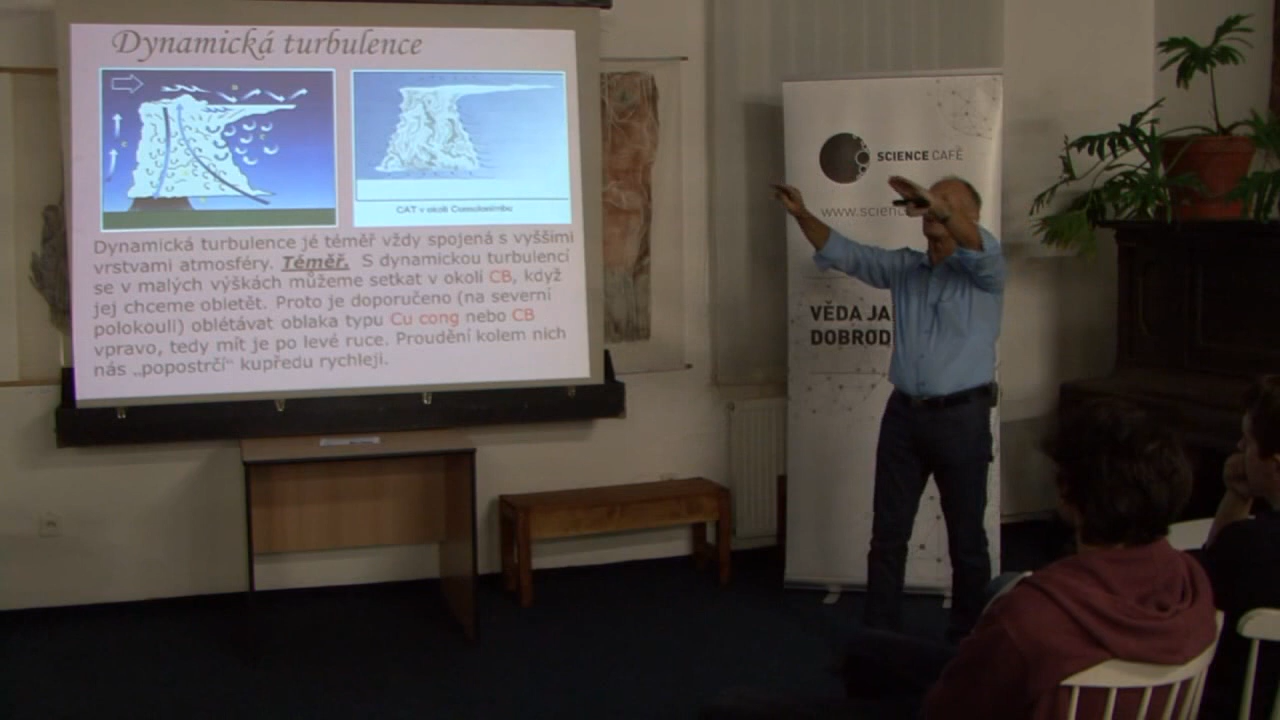 Dynamická turbulence
CAT v okolí Cumulonimbu
Dynamická turbulence jé téměř vždy spojená s vyššími
vrstvami atmosféry. Téměř. S dynamickou turbulencí
se v malých výškách můžeme setkat v okolí CB, když
jej chceme obletět. Proto je doporučeno (na severní
polokouli) oblétávat oblaka typu Cu cong nebo CB
vpravo, tedy mít je po levé ruce. Proudění kolem nich
nás „popostrčí“ kupředu rychleji.
SCIENCE CAFÉ
www.scienc
VĚDA JA
DOBROD